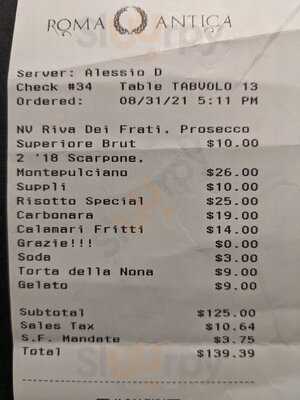 ROMA ANTICA
Server: Alessio D
Check #34 Table TABVOLO 13
Ordered: 08/31/21 5:11 PM
NV Riva Dei Frati, Prosecco
Superiore Brut $10.00
2 '18 Scarpone,
Montepulciano $26.00
Suppli $10.00
Risotto Special $25.00
Carbonara $19.00
Calamari Fritti $14.00
Grazie!!! $0.00
Soda $3.00
Torta della Nona $9.00
Gelato $9.00
Subtotal $125.00
Sales Tax $10.64
S.F. Mandate $3.75
Total $139.39